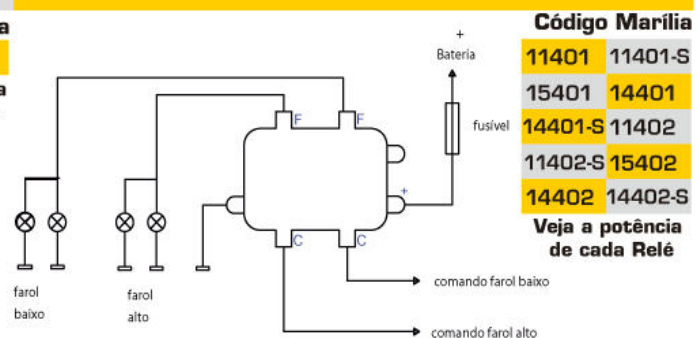 a
a
Código Marília
11401 11401-S
15401 14401
14401-S 11402
11402-S 15402
14402 14402-S
Veja a potência
de cada Relé
+
Bateria
fusível
F F
+
C C
farol
baixo
farol
alto
comando farol baixo
comando farol alto